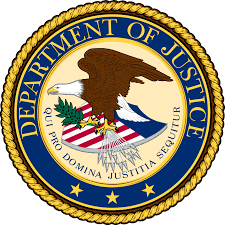 DEPARTMENT OF JUSTICE
QUI PRO DOMINA JUSTITIA SEQUITUR